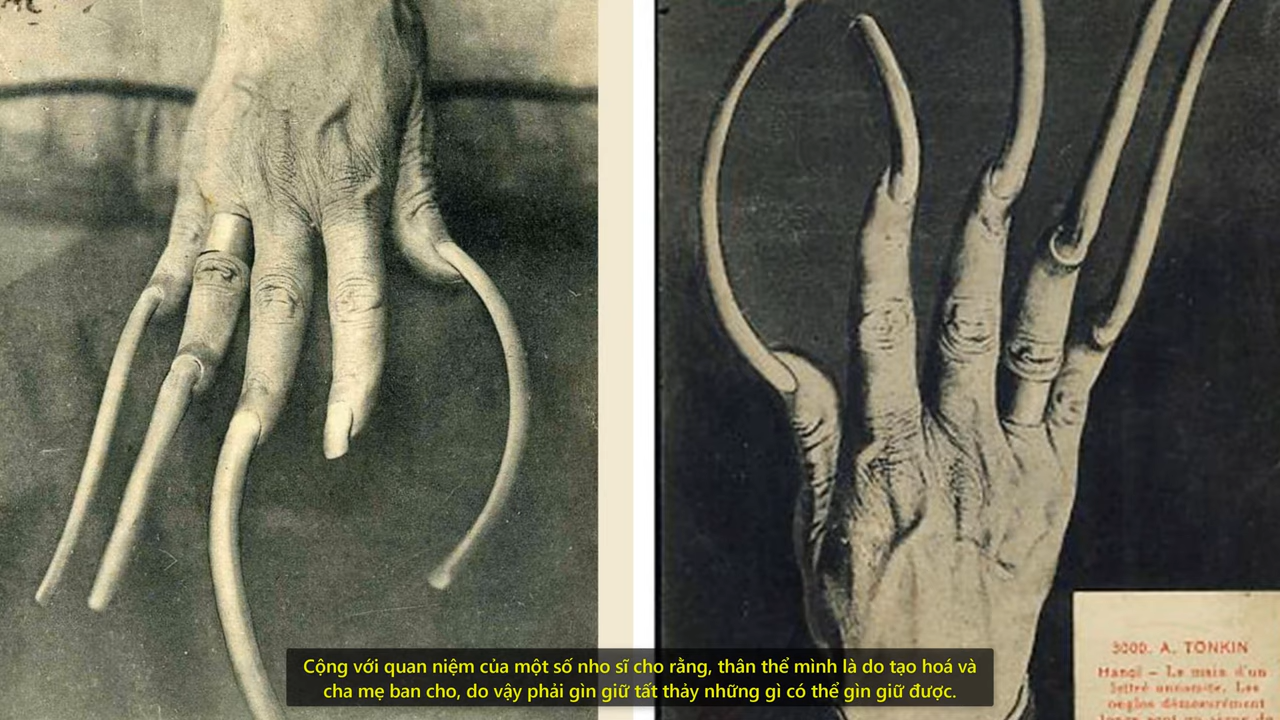 Cộng với quan niệm của một số nho sĩ cho rằng, thân thể mình là do tạo hoá và
cha mẹ ban cho, do vậy phải gìn giữ tất thảy những gì có thể gìn giữ được.
3000. A. TONKIN
Hanoï — La main d'un
lettré annamite. Les
ongles démesurément